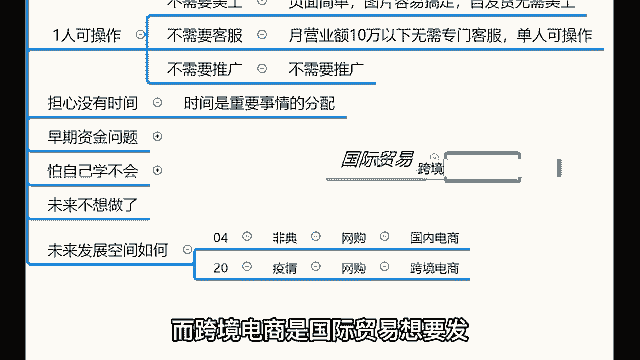 不需要美工 页面简单，图片容易搞定，自发货无需美工
1人可操作 不需要客服 月营业额10万以下无需专门客服，单人可操作
不需要推广 不需要推广
担心没有时间 时间是重要事情的分配
早期资金问题
国际贸易 跨境
怕自己学不会
未来不想做了
04 非典 网购 国内电商
未来发展空间如何
20 疫情 网购 跨境电商
而跨境电商是国际贸易想要发